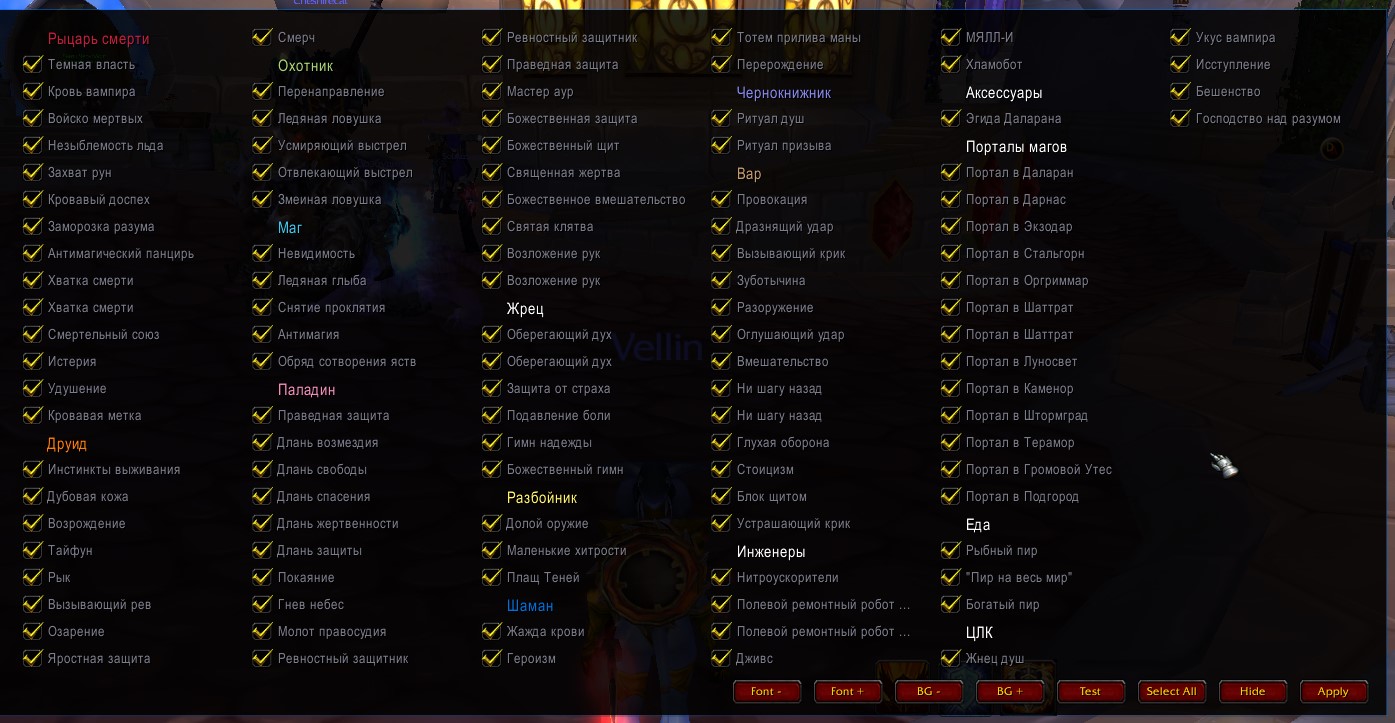 Cheshirecat
Рыцарь смерти
Темная власть
Кровь вампира
Войско мертвых
Незыблемость льда
Захват рун
Кровавый доспех
Заморозка разума
Антимагический панцирь
Хватка смерти
Хватка смерти
Смертельный союз
Истерия
Удушение
Кровавая метка
Друид
Инстинкты выживания
Дубовая кожа
Возрождение
Тайфун
Рык
Вызывающий рев
Озарение
Яростная защита
Смерч
Охотник
Перенаправление
Ледяная ловушка
Усмиряющий выстрел
Отвлекающий выстрел
Змеиная ловушка
Маг
Невидимость
Ледяная глыба
Снятие проклятия
Антимагия
Обряд сотворения яств
Паладин
Праведная защита
Длань возмездия
Длань свободы
Длань спасения
Длань жертвенности
Длань защиты
Покаяние
Гнев небес
Молот правосудия
Ревностный защитник
Ревностный защитник
Праведная защита
Мастер аур
Божественная защита
Божественный щит
Священная жертва
Божественное вмешательство
Святая клятва
Возложение рук
Возложение рук
Жрец
Оберегающий дух
Оберегающий дух
Защита от страха
Подавление боли
Гимн надежды
Божественный гимн
Разбойник
Долой оружие
Маленькие хитрости
Плащ Теней
Шаман
Жажда крови
Героизм
Vellin
Тотем прилива маны
Перерождение
Чернокнижник
Ритуал душ
Ритуал призыва
Вар
Провокация
Дразнящий удар
Вызывающий крик
Зуботычина
Разоружение
Оглушающий удар
Вмешательство
Ни шагу назад
Ни шагу назад
Глухая оборона
Стоицизм
Блок щитом
Устрашающий крик
Инженеры
Нитроускорители
Полевой ремонтный робот ...
Полевой ремонтный робот ...
Дживс
МЯЛЛ-И
Хламобот
Аксессуары
Эгида Даларана
Порталы магов
Портал в Даларан
Портал в Дарнас
Портал в Экзодар
Портал в Стальгорн
Портал в Оргриммар
Портал в Шаттрат
Портал в Шаттрат
Портал в Луносвет
Портал в Каменор
Портал в Штормград
Портал в Терамор
Портал в Громовой Утес
Портал в Подгород
Еда
Рыбный пир
"Пир на весь мир"
Богатый пир
ЦЛК
Жнец душ
Укус вампира
Исступление
Бешенство
Господство над разумом
Font -
Font +
BG -
BG +
Test
Select All
Hide
Apply